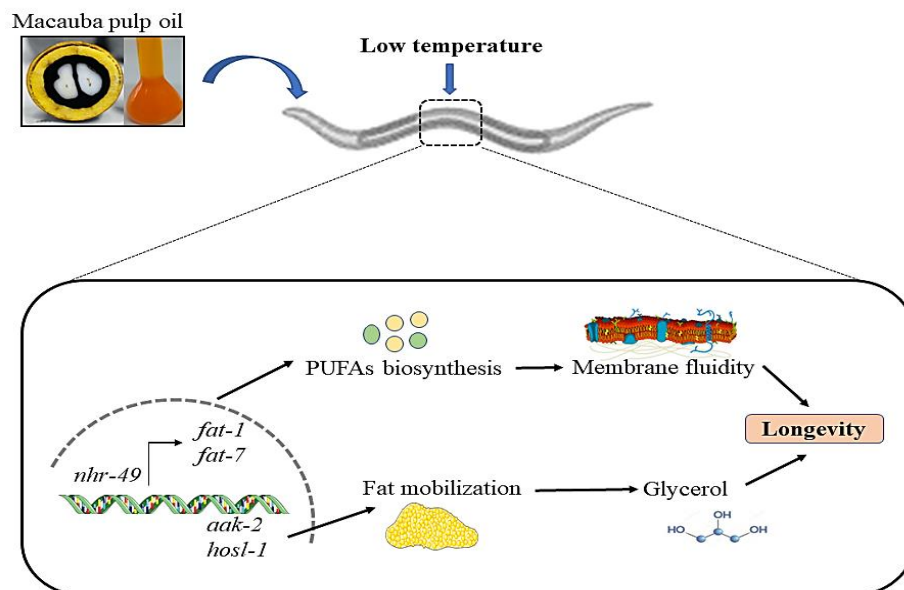 Macauba pulp oil
Low temperature
PUFAs biosynthesis
Membrane fluidity
fat-1
fat-7
nhr-49
Longevity
Fat mobilization
Glycerol
aak-2
hosl-1
OH
HO
OH